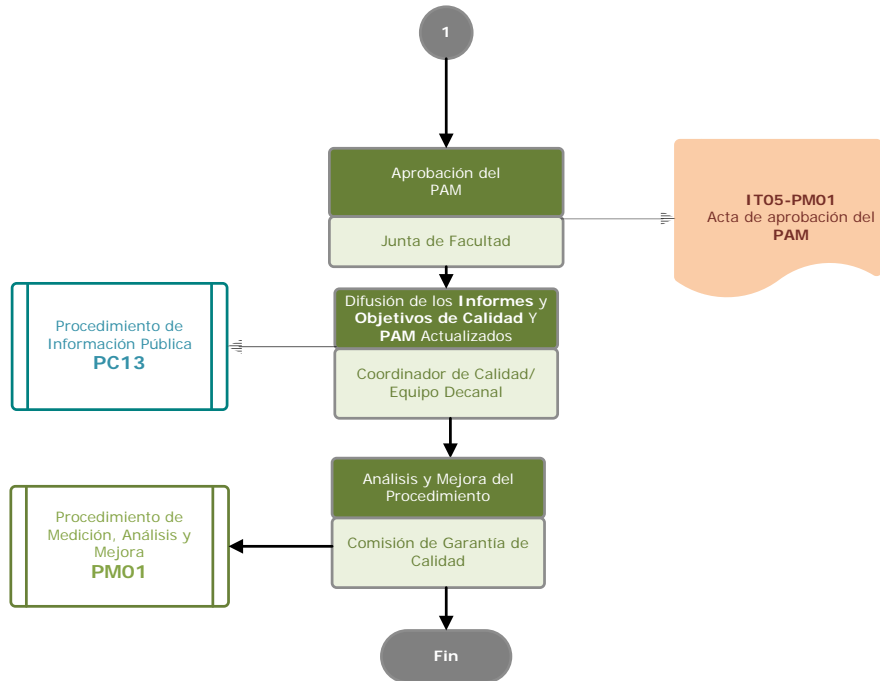 1
Aprobación del
PAM
Junta de Facultad
IT05-PM01
Acta de aprobación del
PAM
Difusión de los Informes y
Objetivos de Calidad Y
PAM Actualizados
Coordinador de Calidad/
Equipo Decanal
Procedimiento de
Información Pública
PC13
Análisis y Mejora del
Procedimiento
Comisión de Garantía de
Calidad
Procedimiento de
Medición, Análisis y
Mejora
PM01
Fin